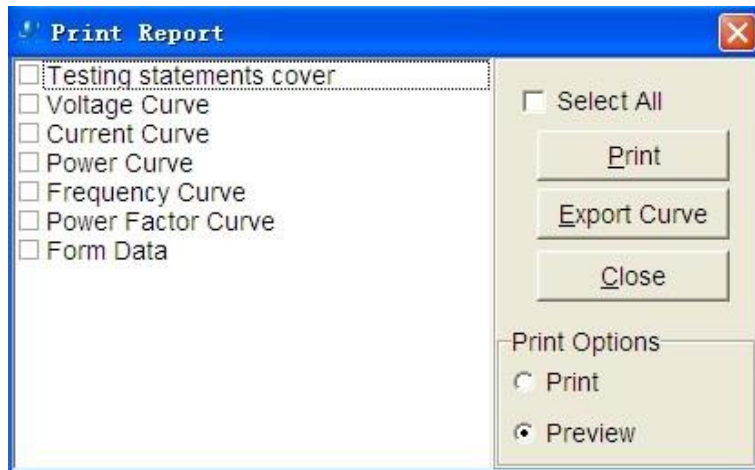 Print Report
Testing statements cover
Voltage Curve
Current Curve
Power Curve
Frequency Curve
Power Factor Curve
Form Data
Select All
Print
Export Curve
Close
Print Options
Print
Preview